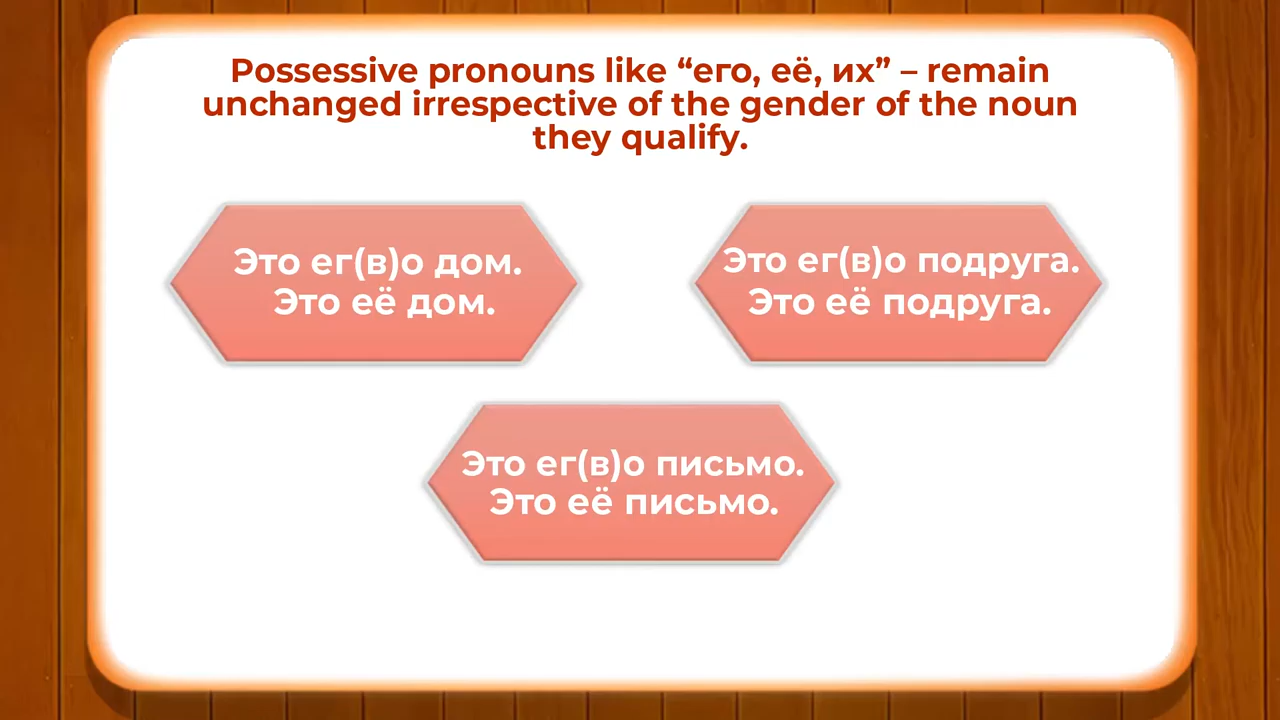 Possessive pronouns like “его, её, их” – remain
unchanged irrespective of the gender of the noun
they qualify.
Это ег(в)о дом.
Это её дом.
Это ег(в)о подруга.
Это её подруга.
Это ег(в)о письмо.
Это её письмо.